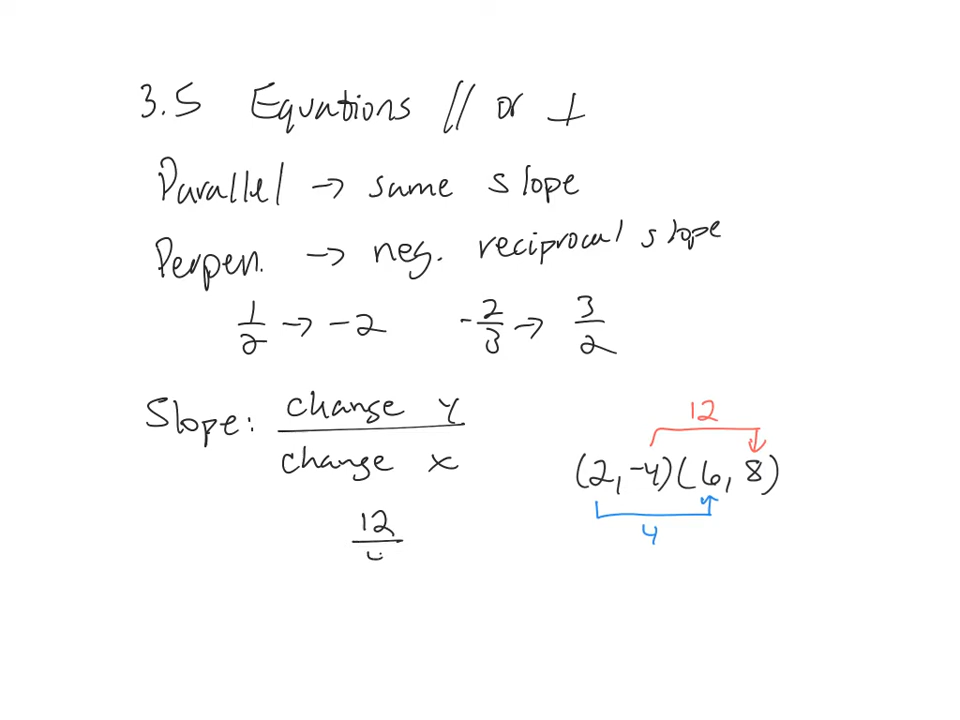 3.5 Equations // or ⊥
Parallel → same slope
Perpen. → neg. reciprocal slope
1/2 → -2  -2/3 → 3/2
Slope: change y / change x
12
(2, -4)(6, 8)
4
12